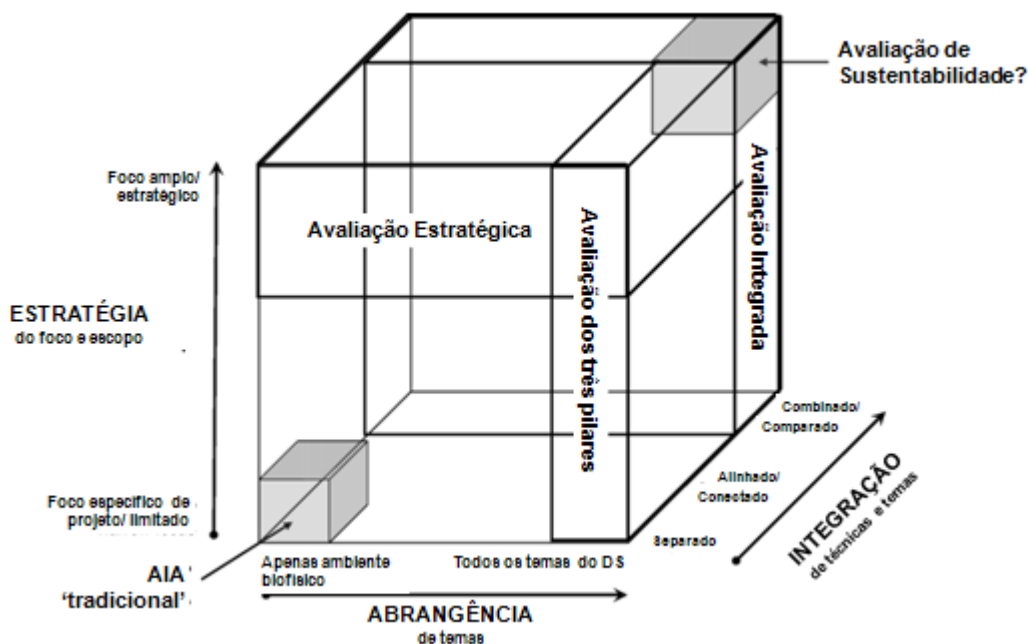 Avaliação de
Sustentabilidade?
Foco amplo/
estratégico
Avaliação Estratégica
Avaliação dos três pilares
Avaliação Integrada
ESTRATÉGIA
do foco e escopo
Foco específico de
projeto/ limitado
AIA
‘tradicional’
Apenas ambiente
biofísico
Todos os temas do DS
ABRANGÊNCIA
de temas
Separado
Alinhado/
Conectado
Combinado/
Comparado
INTEGRAÇÃO
de técnicas e temas